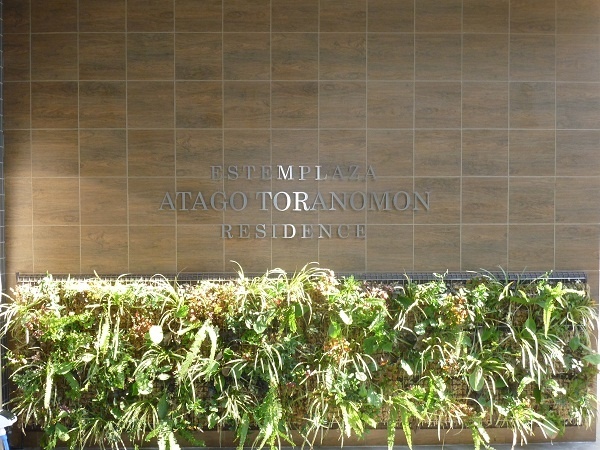 ESTEMPLAZA
ATAGO TORANOMON
RESIDENCE